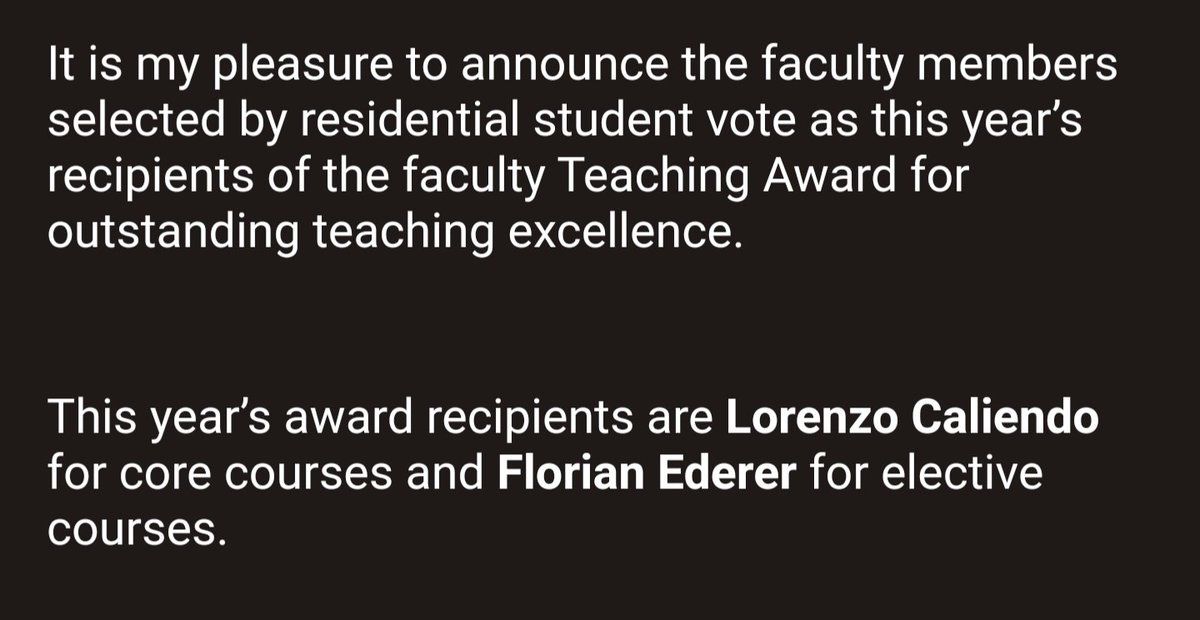 It is my pleasure to announce the faculty members
selected by residential student vote as this year’s
recipients of the faculty Teaching Award for
outstanding teaching excellence.
This year’s award recipients are Lorenzo Caliendo
for core courses and Florian Ederer for elective
courses.